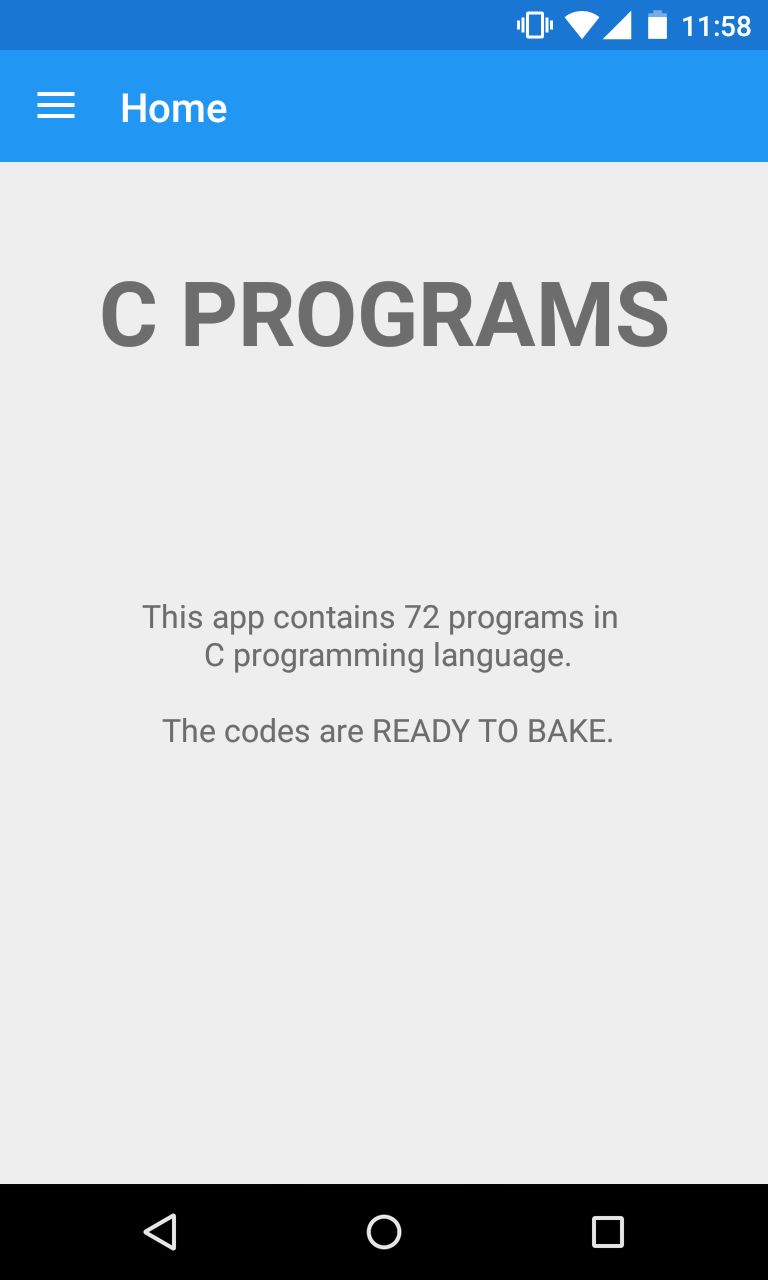 11:58
Home
C PROGRAMS
This app contains 72 programs in
C programming language.
The codes are READY TO BAKE.